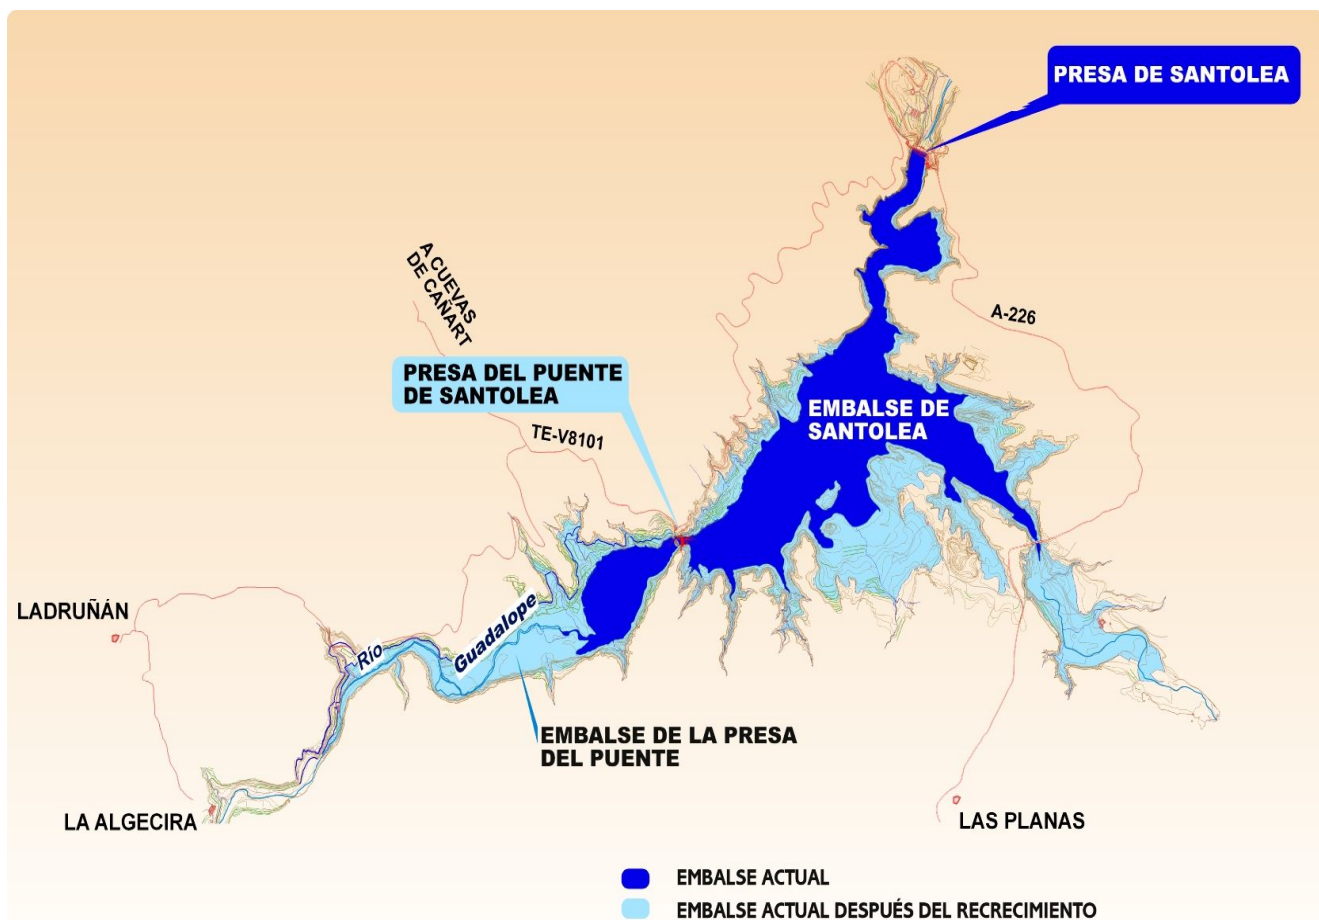 PRESA DE SANTOLEA
A CUEVAS
DE CAÑART
A-226
PRESA DEL PUENTE
DE SANTOLEA
EMBALSE DE
SANTOLEA
TE-V8101
LADRUÑÁN
Río
Guadalope
EMBALSE DE LA PRESA
DEL PUENTE
LA ALGECIRA
LAS PLANAS
EMBALSE ACTUAL
EMBALSE ACTUAL DESPUÉS DEL RECRECIMIENTO